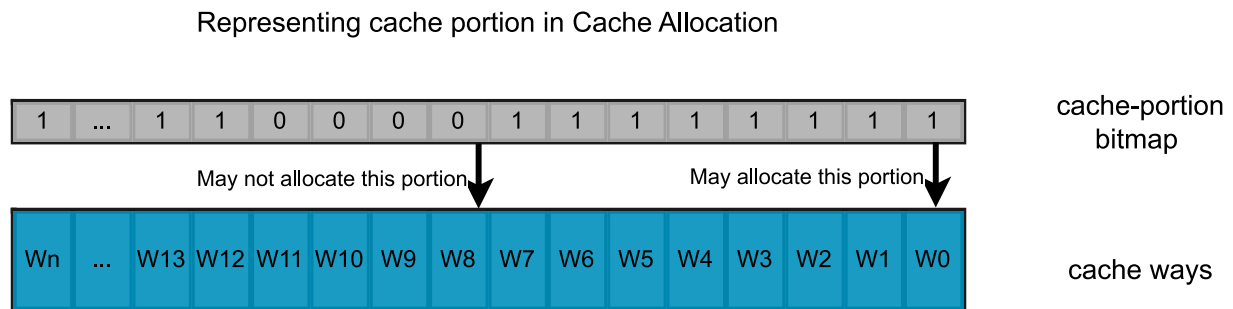 Representing cache portion in Cache Allocation
1 ... 1 1 0 0 0 0 1 1 1 1 1 1 1 1
cache-portion
bitmap
May not allocate this portion
May allocate this portion
Wn ... W13 W12 W11 W10 W9 W8 W7 W6 W5 W4 W3 W2 W1 W0
cache ways